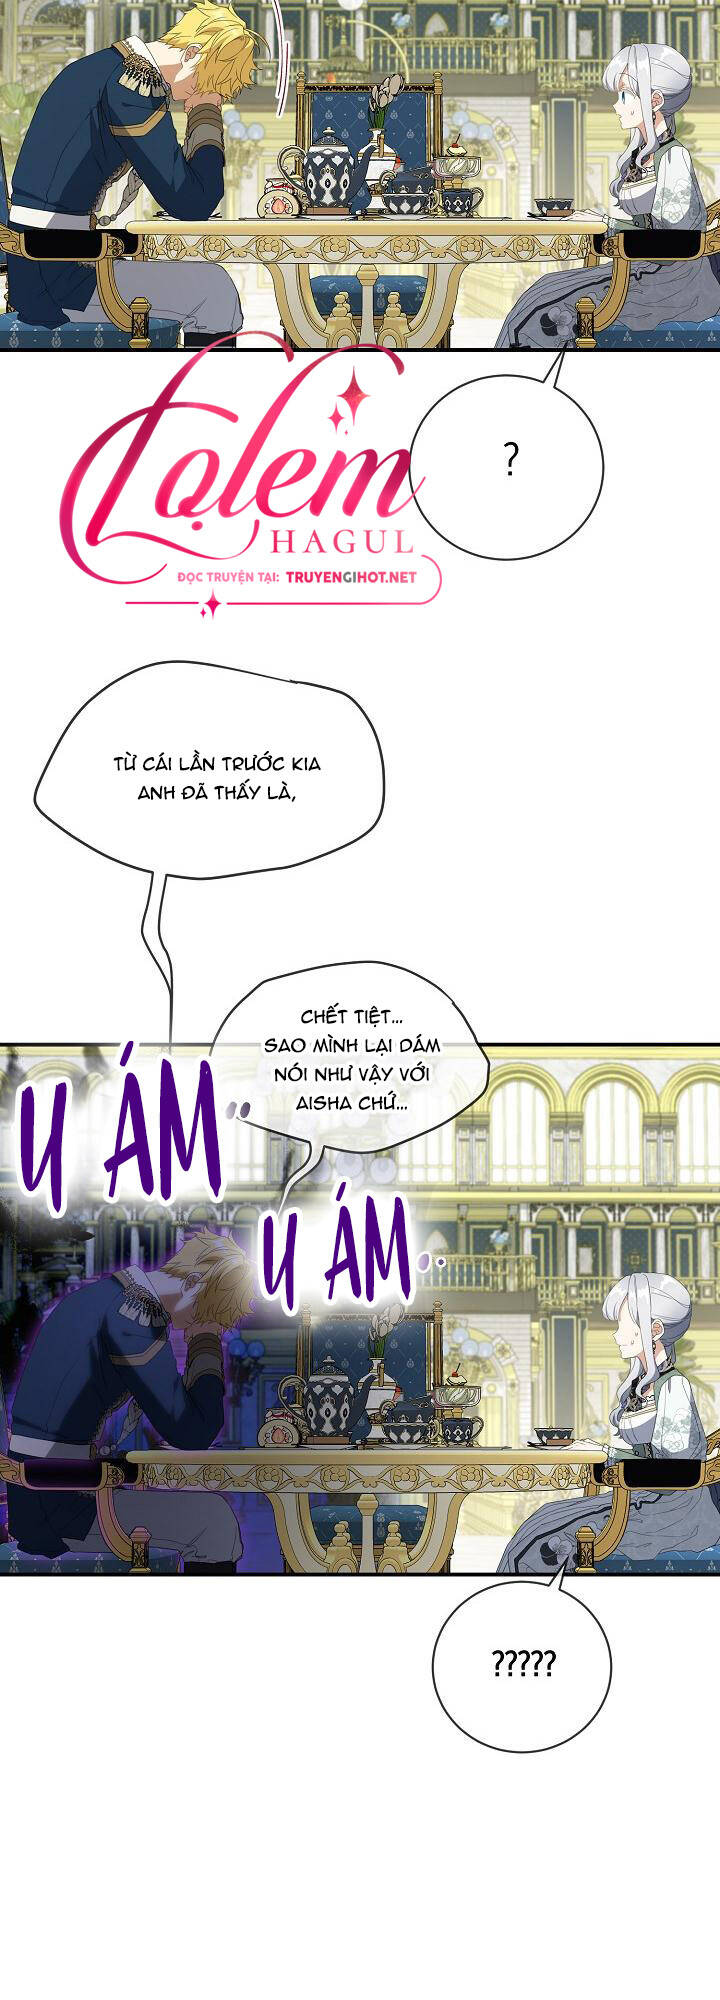 ?
Lọlem
HAGUL
ĐỌC TRUYỆN TẠI: TRUYENGIHOT.NET
TỪ CÁI LẦN TRƯỚC KIA
ANH ĐÃ THẤY LÀ,
CHẾT TIỆT...
SAO MÌNH LẠI DÁM
NÓI NHƯ VẬY VỚI
AISHA CHỨ...
U ÁM..
U ÁM...
?????